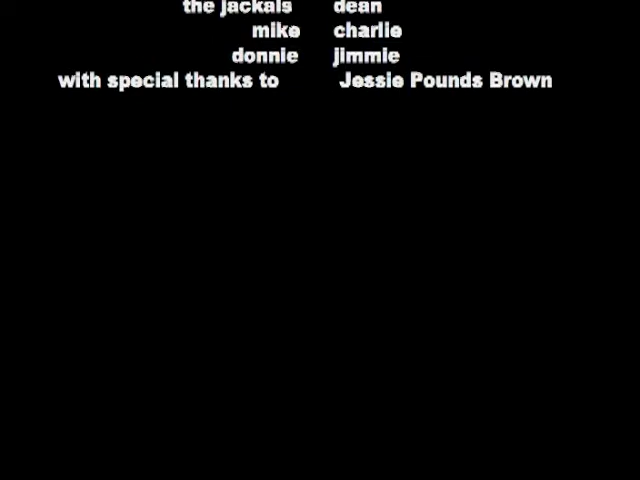 the jackals dean
mike charlie
donnie jimmie
with special thanks to Jessie Pounds Brown